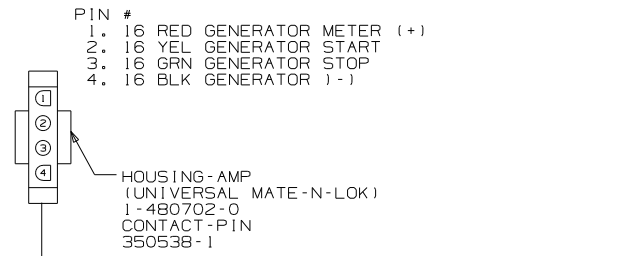 PIN #
1. 16 RED GENERATOR METER (+)
2. 16 YEL GENERATOR START
3. 16 GRN GENERATOR STOP
4. 16 BLK GENERATOR )-)
1
2
3
4
HOUSING-AMP
(UNIVERSAL MATE-N-LOK)
1-480702-0
CONTACT-PIN
350538-1